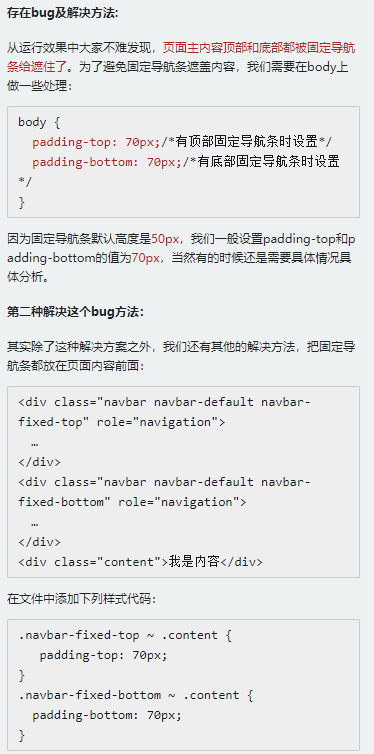 存在bug及解决方法:
从运行效果中大家不难发现，页面主内容顶部和底部都被固定导航
条给遮住了。为了避免固定导航条遮盖内容，我们需要在body上
做一些处理：
body {
  padding-top: 70px;/*有顶部固定导航条时设置*/
  padding-bottom: 70px;/*有底部固定导航条时设置
*/
}
因为固定导航条默认高度是50px，我们一般设置padding-top和p
adding-bottom的值为70px，当然有的时候还是需要具体情况具
体分析。
第二种解决这个bug方法：
其实除了这种解决方案之外，我们还有其他的解决方法，把固定导
航条都放在页面内容前面：
<div class="navbar navbar-default navbar-
fixed-top" role="navigation">
  …
</div>
<div class="navbar navbar-default navbar-
fixed-bottom" role="navigation">
  …
</div>
<div class="content">我是内容</div>
在文件中添加下列样式代码：
.navbar-fixed-top ~ .content {
   padding-top: 70px;
}
.navbar-fixed-bottom ~ .content {
  padding-bottom: 70px;
}